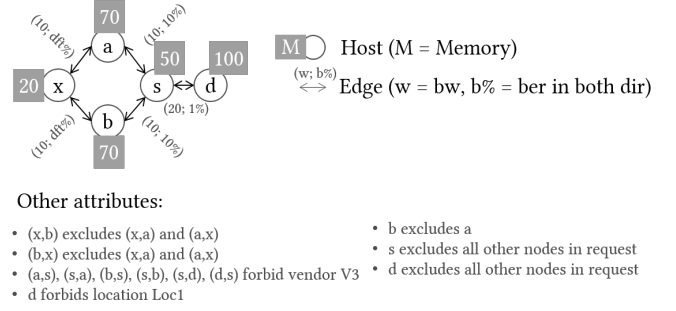 70
(10; dft%)
(10; 10%)
a
50
100
20
x
s
d
(20; 1%)
b
(10; dft%)
(10; 10%)
70
M
Host (M = Memory)
(w; b%)
Edge (w = bw, b% = ber in both dir)
Other attributes:
• (x,b) excludes (x,a) and (a,x)
• (b,x) excludes (x,a) and (a,x)
• (a,s), (s,a), (b,s), (s,b), (s,d), (d,s) forbid vendor V3
• d forbids location Loc1
• b excludes a
• s excludes all other nodes in request
• d excludes all other nodes in request